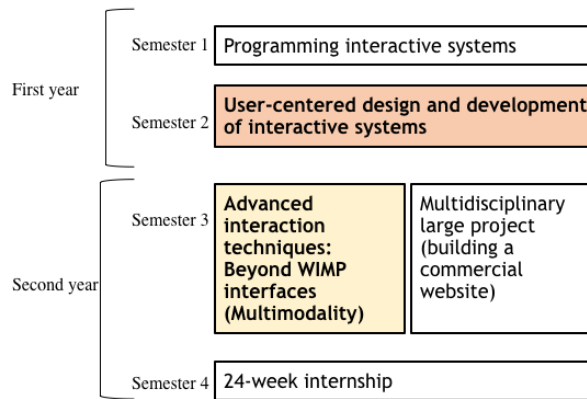 Semester 1
Programming interactive systems
First year
Semester 2
User-centered design and development
of interactive systems
Semester 3
Advanced
interaction
techniques:
Beyond WIMP
interfaces
(Multimodality)
Multidisciplinary
large project
(building a
commercial
website)
Second year
Semester 4
24-week internship